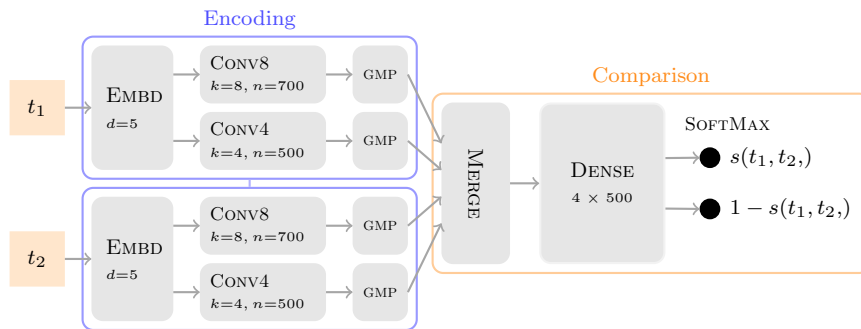 Encoding
t₁
EMBD
d=5
CONV8
k=8, n=700
GMP
CONV4
k=4, n=500
GMP
t₂
EMBD
d=5
CONV8
k=8, n=700
GMP
CONV4
k=4, n=500
GMP
Comparison
MERGE
DENSE
4 × 500
SOFTMAX
s(t₁, t₂,)
1 − s(t₁, t₂,)